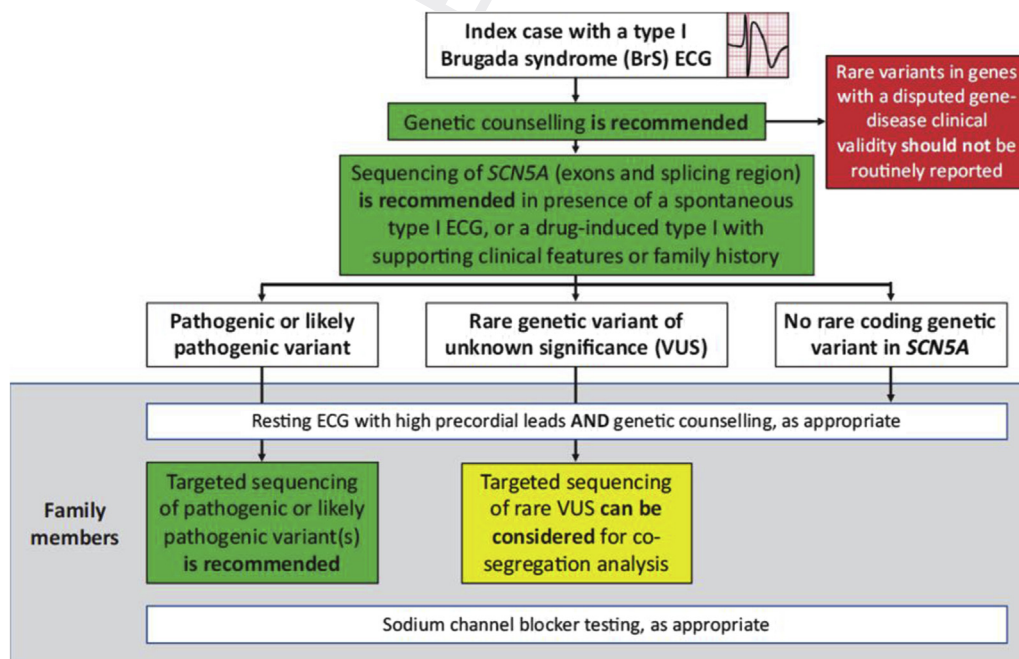 Index case with a type I
Brugada syndrome (BrS) ECG
Rare variants in genes
with a disputed gene-
disease clinical
validity should not be
routinely reported
Genetic counselling is recommended
Sequencing of SCN5A (exons and splicing region)
is recommended in presence of a spontaneous
type I ECG, or a drug-induced type I with
supporting clinical features or family history
Pathogenic or likely
pathogenic variant
Rare genetic variant of
unknown significance (VUS)
No rare coding genetic
variant in SCN5A
Resting ECG with high precordial leads AND genetic counselling, as appropriate
Family
members
Targeted sequencing
of pathogenic or likely
pathogenic variant(s)
is recommended
Targeted sequencing
of rare VUS can be
considered for co-
segregation analysis
Sodium channel blocker testing, as appropriate